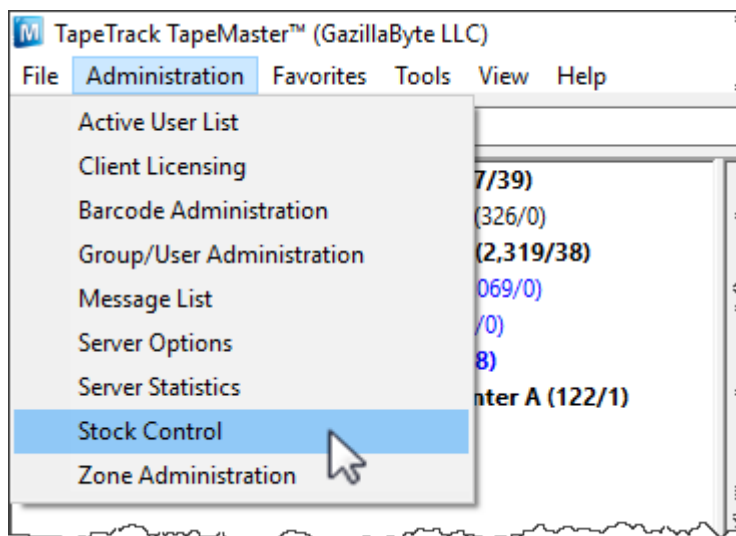 M TapeTrack TapeMaster™ (GazillaByte LLC)
File Administration Favorites Tools View Help
Active User List
Client Licensing
7/39)
Barcode Administration
(326/0)
Group/User Administration
(2,319/38)
069/0)
Message List
/0)
Server Options
8)
Server Statistics
nter A (122/1)
Stock Control
Zone Administration